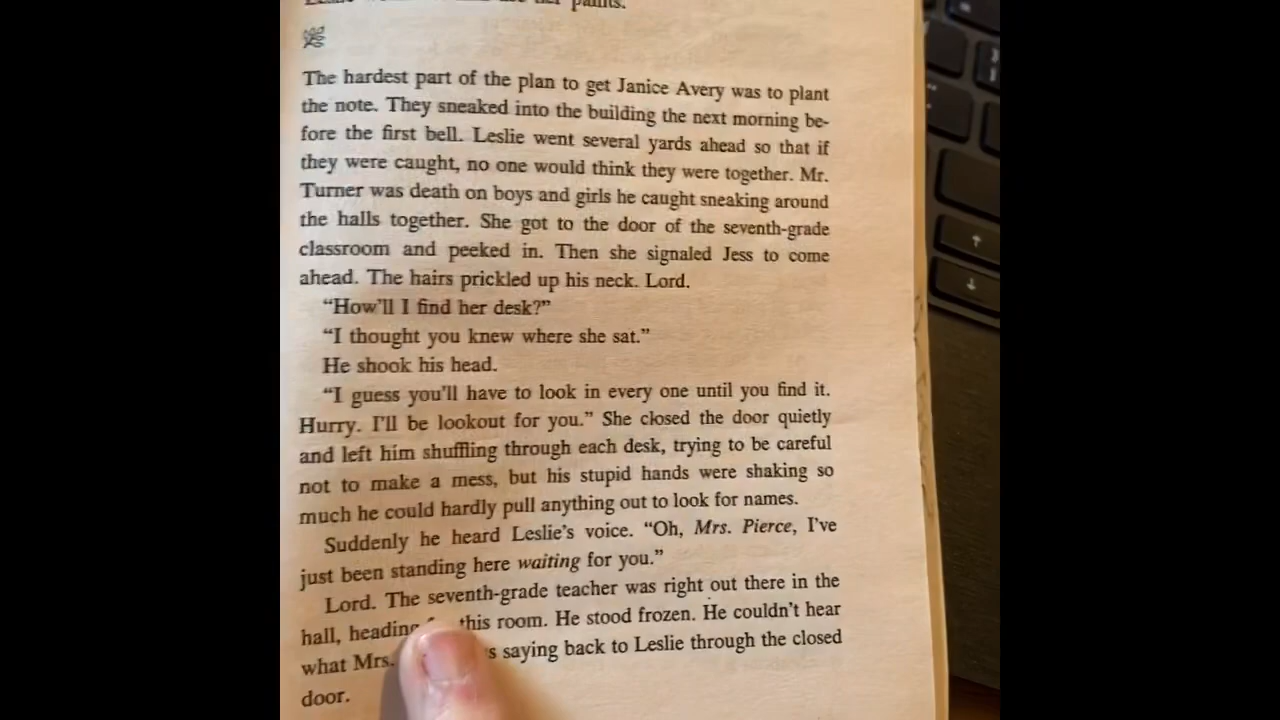 paints.
The hardest part of the plan to get Janice Avery was to plant
the note. They sneaked into the building the next morning be-
fore the first bell. Leslie went several yards ahead so that if
they were caught, no one would think they were together. Mr.
Turner was death on boys and girls he caught sneaking around
the halls together. She got to the door of the seventh-grade
classroom and peeked in. Then she signaled Jess to come
ahead. The hairs prickled up his neck. Lord.
“How’ll I find her desk?”
“I thought you knew where she sat.”
He shook his head.
“I guess you’ll have to look in every one until you find it.
Hurry. I’ll be lookout for you.” She closed the door quietly
and left him shuffling through each desk, trying to be careful
not to make a mess, but his stupid hands were shaking so
much he could hardly pull anything out to look for names.
Suddenly he heard Leslie’s voice. “Oh, Mrs. Pierce, I’ve
just been standing here waiting for you.”
Lord. The seventh-grade teacher was right out there in the
hall, heading this room. He stood frozen. He couldn’t hear
what Mrs. saying back to Leslie through the closed
door.